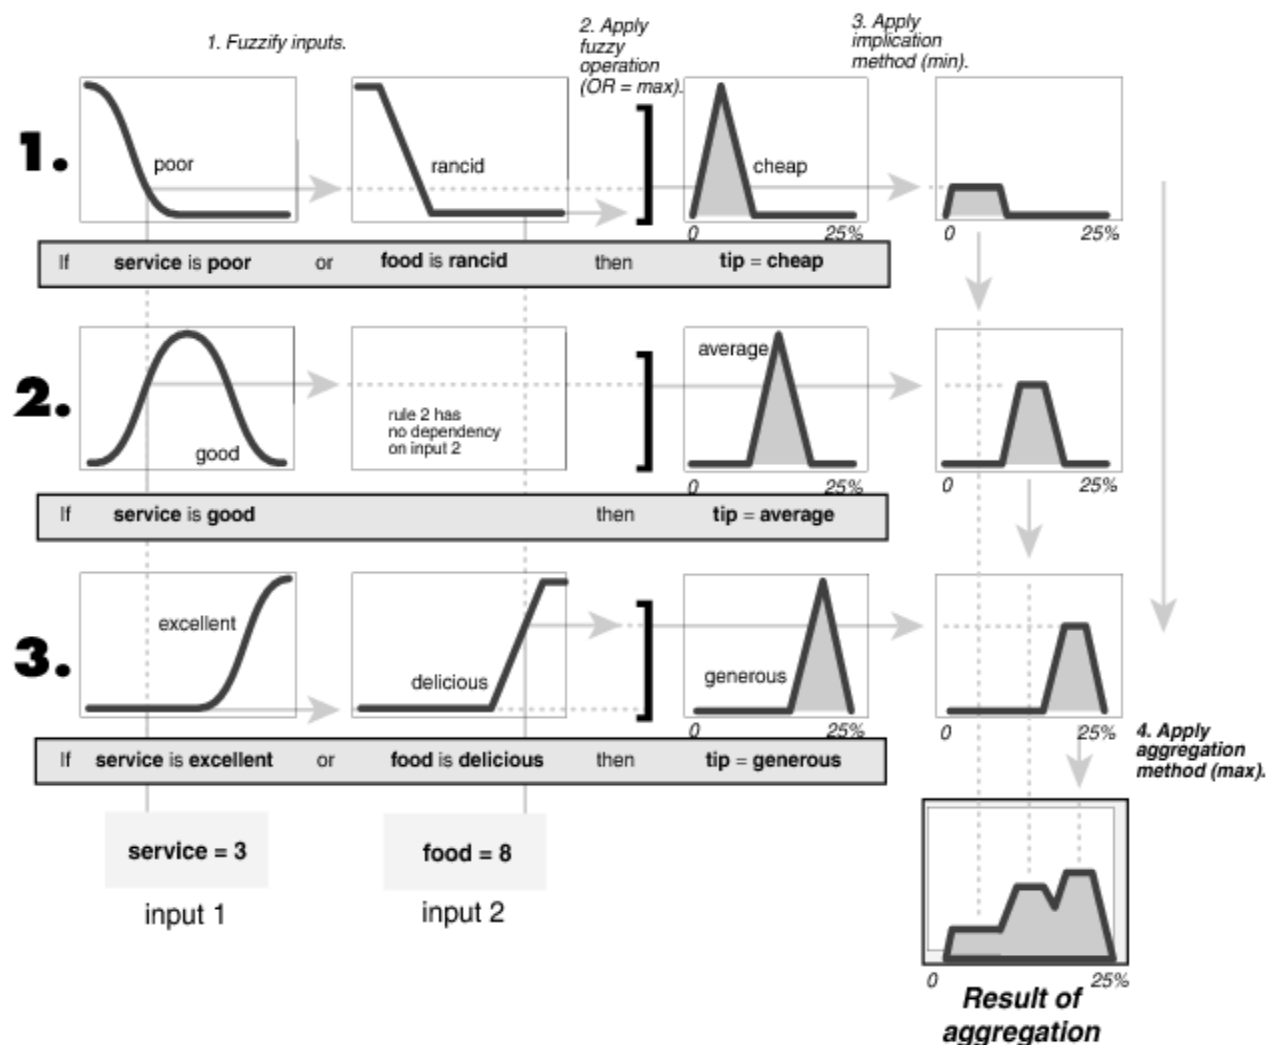 1. Fuzzify inputs.
2. Apply
fuzzy
operation
(OR = max).
3. Apply
implication
method (min).
1.
poor
rancid
cheap
0
25%
0
25%
If service is poor or food is rancid then tip = cheap
2.
good
rule 2 has
no dependency
on input 2
average
0
25%
0
25%
If service is good then tip = average
3.
excellent
delicious
generous
0
25%
0
25%
If service is excellent or food is delicious then tip = generous
4. Apply
aggregation
method (max).
service = 3
input 1
food = 8
input 2
0
25%
Result of
aggregation